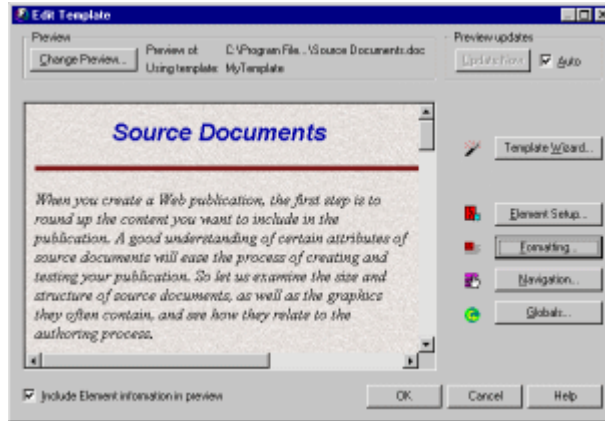 Edit Template
Preview
Change Preview...
Preview of: C:\Program File...\Source Documents.doc
Using template: MyTemplate
Preview updates
Update Now
Auto
Source Documents
When you create a Web publication, the first step is to
round up the content you want to include in the
publication. A good understanding of certain attributes of
source documents will ease the process of creating and
testing your publication. So let us examine the size and
structure of source documents, as well as the graphics
they often contain, and see how they relate to the
authoring process.
Template Wizard...
Element Setup...
Formatting...
Navigation...
Globals...
Include Element information in preview
OK
Cancel
Help